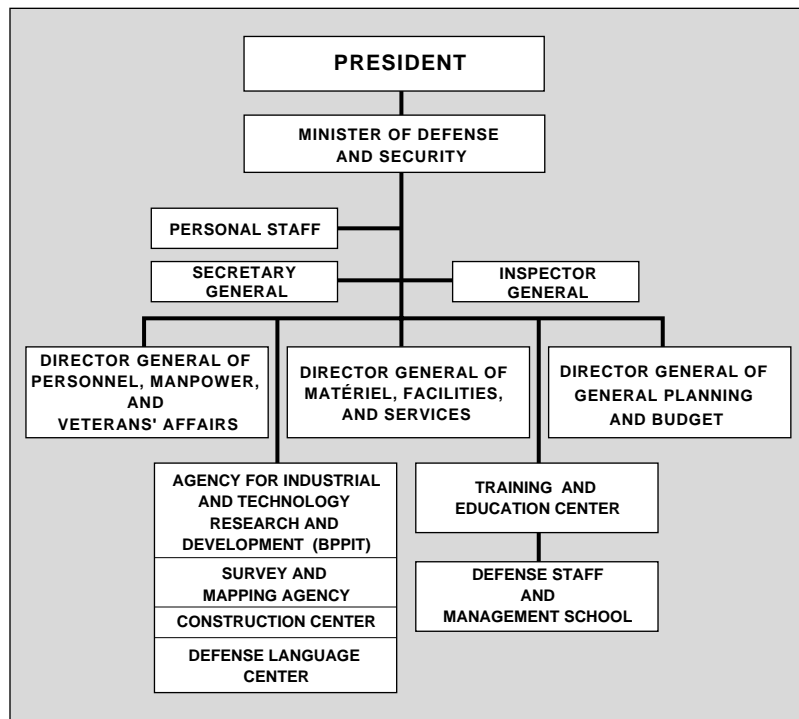 PRESIDENT
MINISTER OF DEFENSE
AND SECURITY
PERSONAL STAFF
SECRETARY
GENERAL
INSPECTOR
GENERAL
DIRECTOR GENERAL OF
PERSONNEL, MANPOWER,
AND
VETERANS' AFFAIRS
DIRECTOR GENERAL OF
MATÉRIEL, FACILITIES,
AND SERVICES
DIRECTOR GENERAL OF
GENERAL PLANNING
AND BUDGET
AGENCY FOR INDUSTRIAL
AND TECHNOLOGY
RESEARCH AND
DEVELOPMENT (BPPIT)
SURVEY AND
MAPPING AGENCY
CONSTRUCTION CENTER
DEFENSE LANGUAGE
CENTER
TRAINING AND
EDUCATION CENTER
DEFENSE STAFF
AND
MANAGEMENT SCHOOL